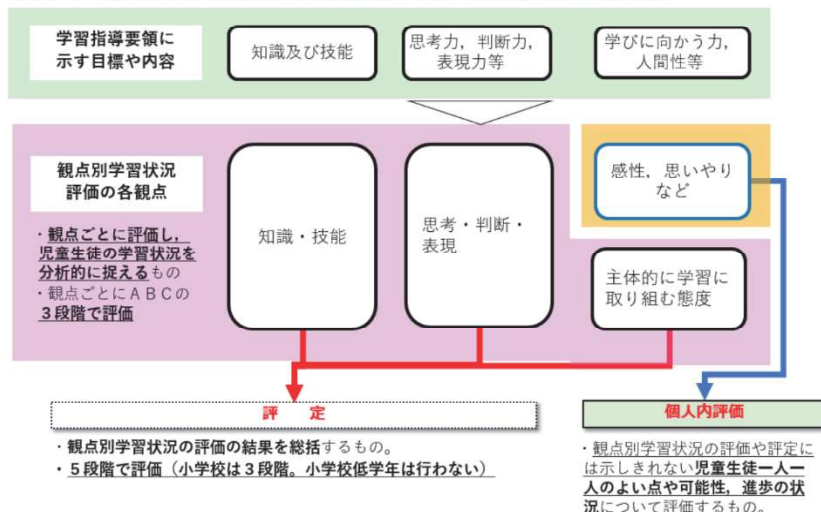 学習指導要領に
示す目標や内容
知識及び技能
思考力，判断力，
表現力等
学びに向かう力，
人間性等
観点別学習状況
評価の各観点
・観点ごとに評価し，
児童生徒の学習状況を
分析的に捉えるもの
・観点ごとにＡＢＣの
３段階で評価
知識・技能
思考・判断・
表現
感性，思いやり
など
主体的に学習に
取り組む態度
評　定
・観点別学習状況の評価の結果を総括するもの。
・５段階で評価（小学校は３段階。小学校低学年は行わない）
個人内評価
・観点別学習状況の評価や評定に
は示しきれない児童生徒一人一
人のよい点や可能性，進歩の状
況について評価するもの。